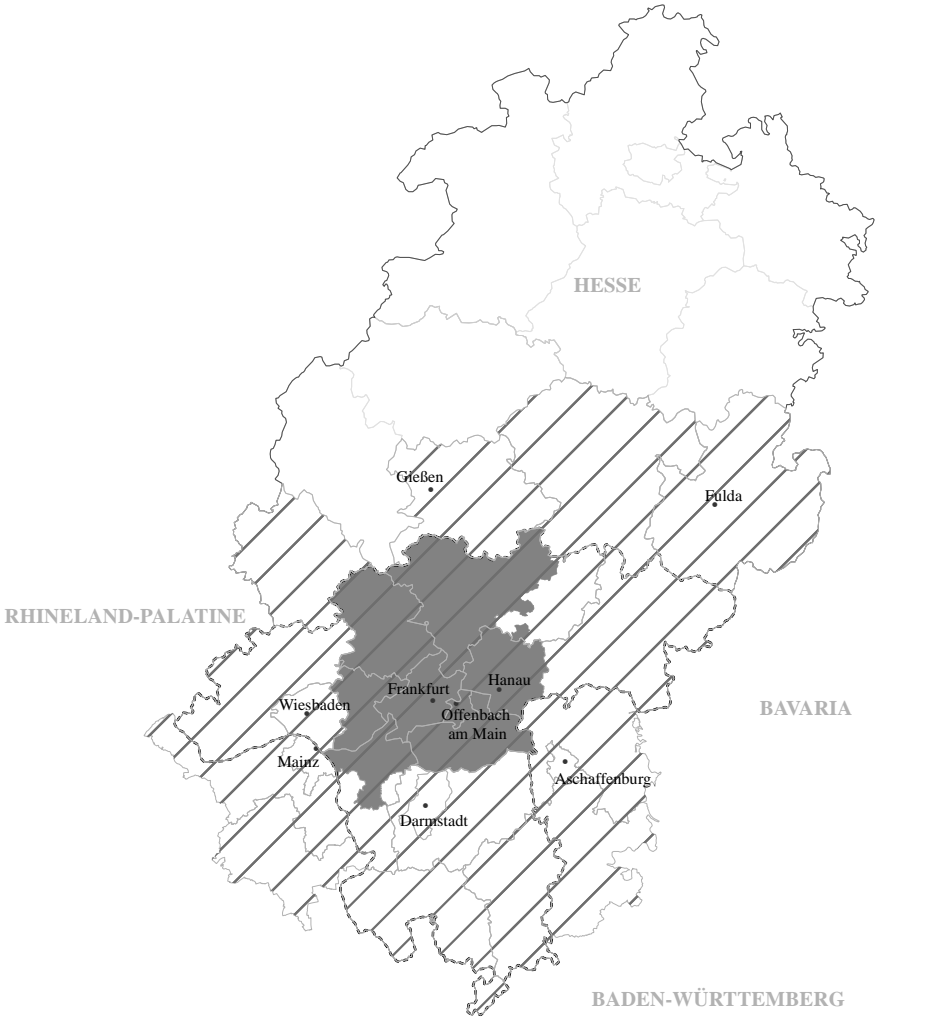 HESSE
Gießen
Fulda
RHINELAND-PALATINE
Hanau
Frankfurt
Wiesbaden
Offenbach
am Main
BAVARIA
Mainz
Aschaffenburg
Darmstadt
BADEN-WÜRTTEMBERG